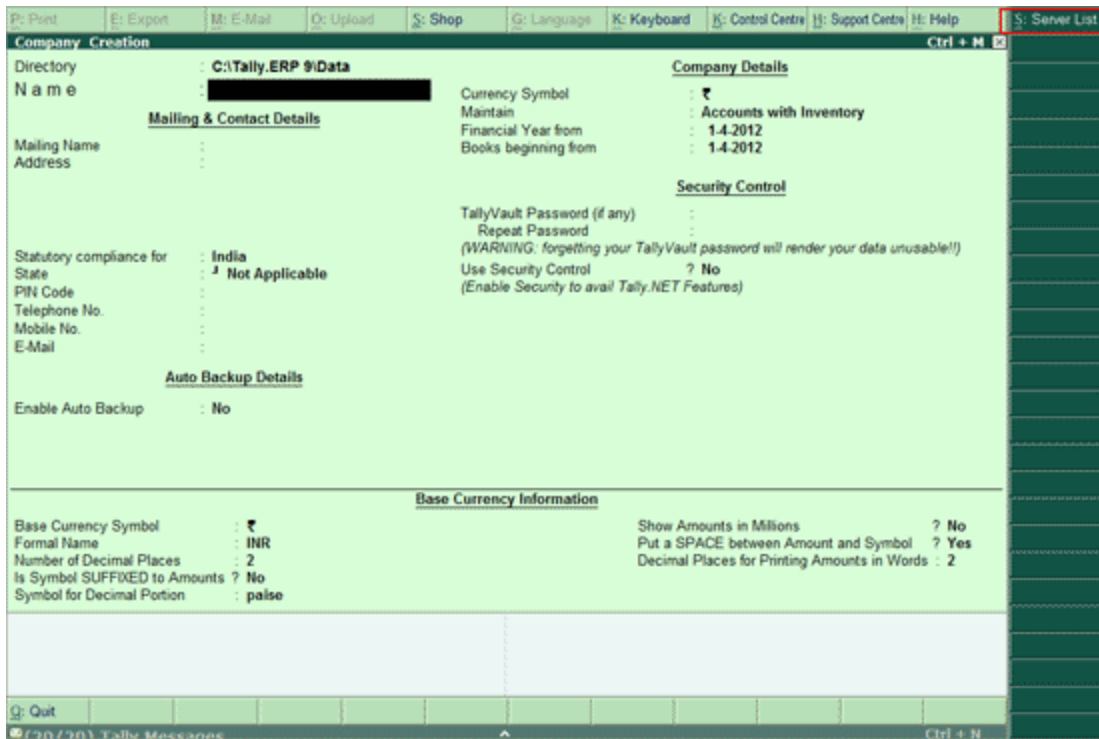 P: Print E: Export M: E-Mail O: Upload S: Shop G: Language K: Keyboard K: Control Centre H: Support Centre H: Help S: Server List
Company Creation Ctrl + M
Directory : C:\Tally.ERP 9\Data
Name :
Mailing & Contact Details
Mailing Name :
Address :
Statutory compliance for : India
State : ┘ Not Applicable
PIN Code :
Telephone No. :
Mobile No. :
E-Mail :
Auto Backup Details
Enable Auto Backup : No
Company Details
Currency Symbol : ₹
Maintain : Accounts with Inventory
Financial Year from : 1-4-2012
Books beginning from : 1-4-2012
Security Control
TallyVault Password (if any) :
Repeat Password :
(WARNING: forgetting your TallyVault password will render your data unusable!!)
Use Security Control ? No
(Enable Security to avail Tally.NET Features)
Base Currency Information
Base Currency Symbol : ₹
Formal Name : INR
Number of Decimal Places : 2
Is Symbol SUFFIXED to Amounts ? No
Symbol for Decimal Portion : paise
Show Amounts in Millions ? No
Put a SPACE between Amount and Symbol ? Yes
Decimal Places for Printing Amounts in Words : 2
Q: Quit
(20/20) Tally Messages Ctrl + N